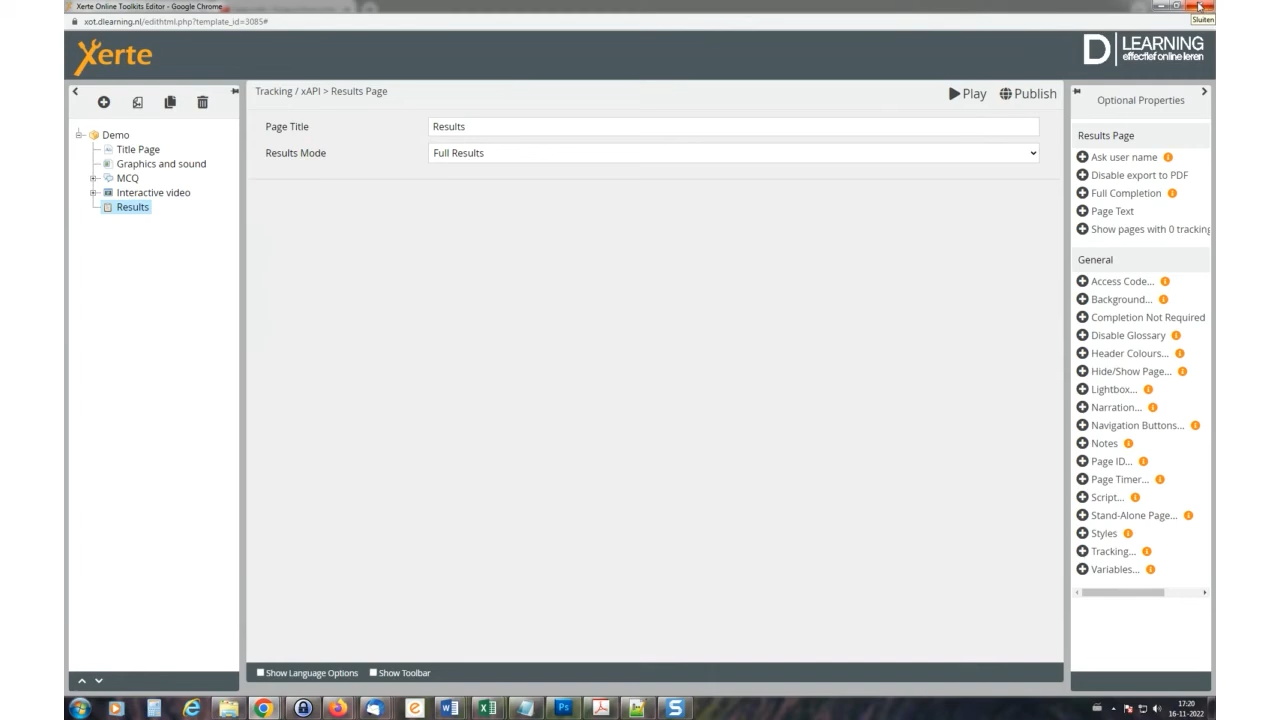 Xerte Online Toolkits Editor - Google Chrome
Sluiten
xot.dlearning.nl/edithtml.php?template_id=3085#
Xerte
D LEARNING
effectief online leren
Tracking / xAPI > Results Page
Play
Publish
Optional Properties
Page Title
Results
Results Mode
Full Results
Demo
Title Page
Graphics and sound
MCQ
Interactive video
Results
Results Page
Ask user name
Disable export to PDF
Full Completion
Page Text
Show pages with 0 tracking
General
Access Code...
Background...
Completion Not Required
Disable Glossary
Header Colours...
Hide/Show Page...
Lightbox...
Narration...
Navigation Buttons...
Notes
Page ID...
Page Timer...
Script...
Stand-Alone Page...
Styles
Tracking...
Variables...
Show Language Options
Show Toolbar
17:20
16-11-2022